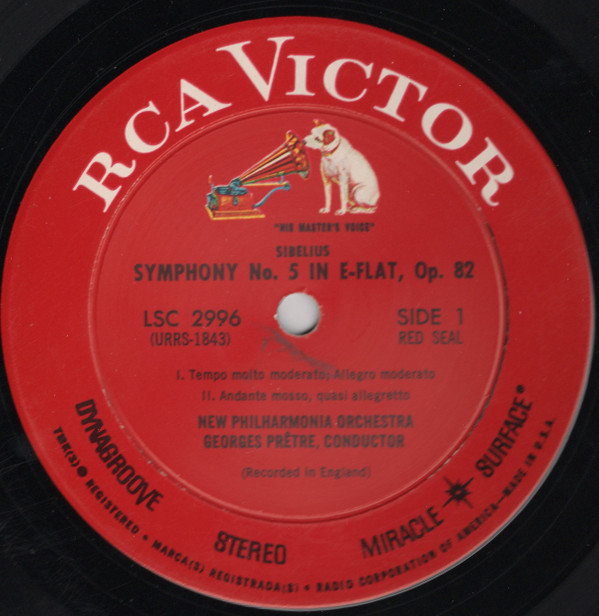 RCA VICTOR
"HIS MASTER'S VOICE"
SIBELIUS
SYMPHONY No. 5 IN E-FLAT, Op. 82
LSC 2996
(URRS-1843)
SIDE 1
RED SEAL
I. Tempo molto moderato; Allegro moderato
II. Andante mosso, quasi allegretto
NEW PHILHARMONIA ORCHESTRA
GEORGES PRÊTRE, CONDUCTOR
(Recorded in England)
DYNAGROOVE
STEREO
MIRACLE SURFACE
TMK(S) ® REGISTERED • MARCA(S) REGISTRADA(S) • RADIO CORPORATION OF AMERICA—MADE IN U.S.A.